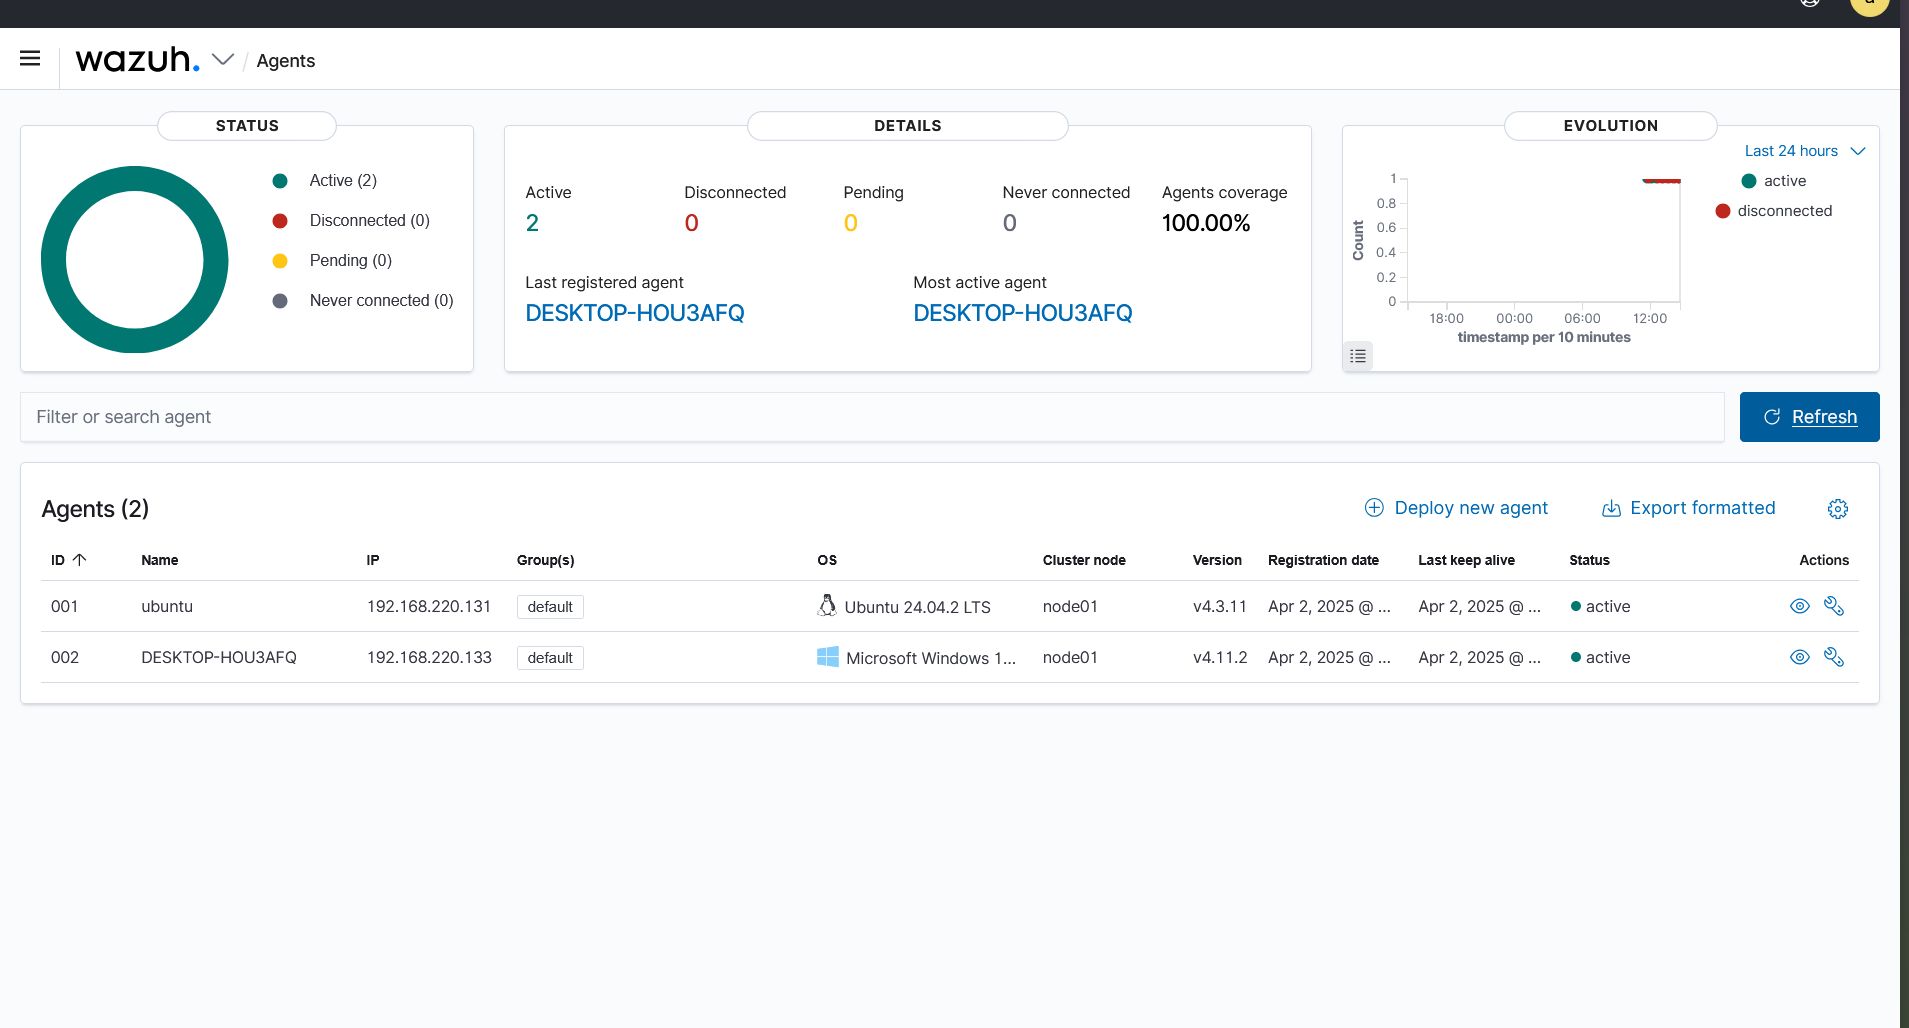 wazuh. / Agents
STATUS
Active (2)
Disconnected (0)
Pending (0)
Never connected (0)
DETAILS
Active
2
Disconnected
0
Pending
0
Never connected
0
Agents coverage
100.00%
Last registered agent
DESKTOP-HOU3AFQ
Most active agent
DESKTOP-HOU3AFQ
EVOLUTION
Last 24 hours
active
disconnected
Count
1
0.8
0.6
0.4
0.2
0
18:00 00:00 06:00 12:00
timestamp per 10 minutes
Filter or search agent
Refresh
Agents (2)
Deploy new agent
Export formatted
ID Name IP Group(s) OS Cluster node Version Registration date Last keep alive Status Actions
001 ubuntu 192.168.220.131 default Ubuntu 24.04.2 LTS node01 v4.3.11 Apr 2, 2025 @ ... Apr 2, 2025 @ ... active
002 DESKTOP-HOU3AFQ 192.168.220.133 default Microsoft Windows 1... node01 v4.11.2 Apr 2, 2025 @ ... Apr 2, 2025 @ ... active